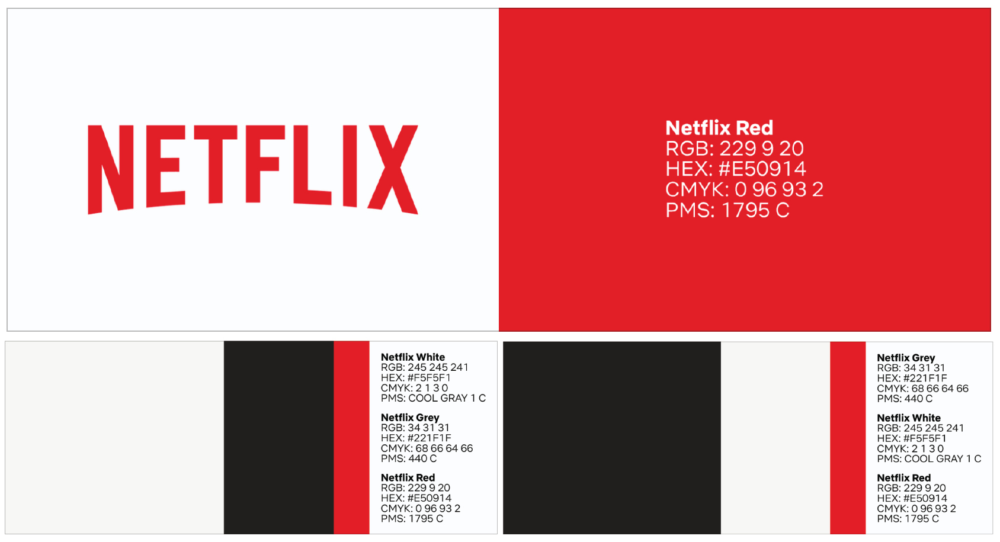 NETFLIX
Netflix Red
RGB: 229 9 20
HEX: #E50914
CMYK: 0 96 93 2
PMS: 1795 C
Netflix White
RGB: 245 245 241
HEX: #F5F5F1
CMYK: 2 1 3 0
PMS: COOL GRAY 1 C
Netflix Grey
RGB: 34 31 31
HEX: #221F1F
CMYK: 68 66 64 66
PMS: 440 C
Netflix Red
RGB: 229 9 20
HEX: #E50914
CMYK: 0 96 93 2
PMS: 1795 C
Netflix Grey
RGB: 34 31 31
HEX: #221F1F
CMYK: 68 66 64 66
PMS: 440 C
Netflix White
RGB: 245 245 241
HEX: #F5F5F1
CMYK: 2 1 3 0
PMS: COOL GRAY 1 C
Netflix Red
RGB: 229 9 20
HEX: #E50914
CMYK: 0 96 93 2
PMS: 1795 C